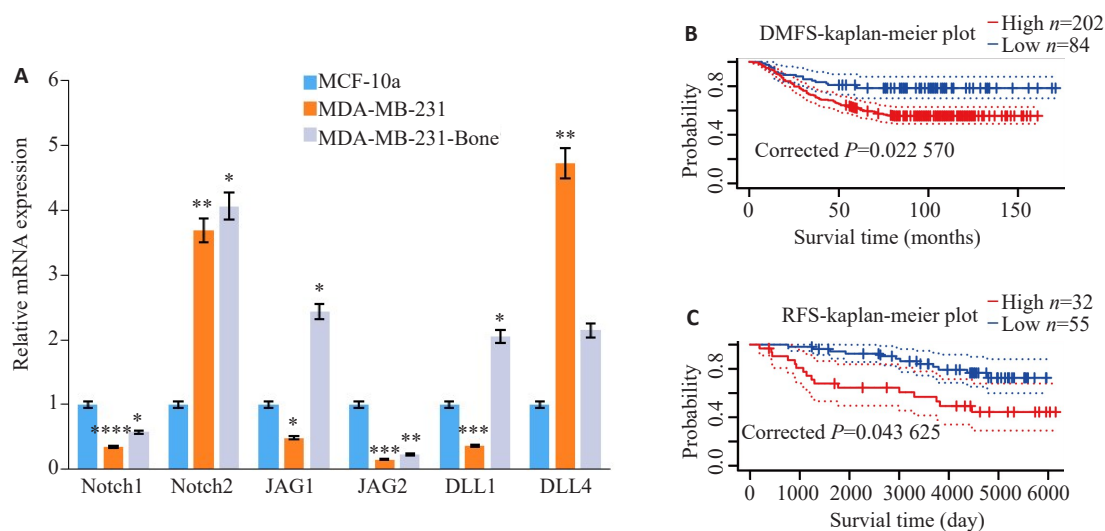 A
Relative mRNA expression
6
5
4
3
2
1
0
MCF-10a
MDA-MB-231
MDA-MB-231-Bone
**** *
** *
* *
*** **
*** *
**
Notch1 Notch2 JAG1 JAG2 DLL1 DLL4
B
DMFS-kaplan-meier plot
High n=202
Low n=84
Probability
0.8
0.4
0.0
Corrected P=0.022 570
0 50 100 150
Survial time (months)
C
RFS-kaplan-meier plot
High n=32
Low n=55
Probability
0.8
0.4
0.0
Corrected P=0.043 625
0 1000 2000 3000 4000 5000 6000
Survial time (day)